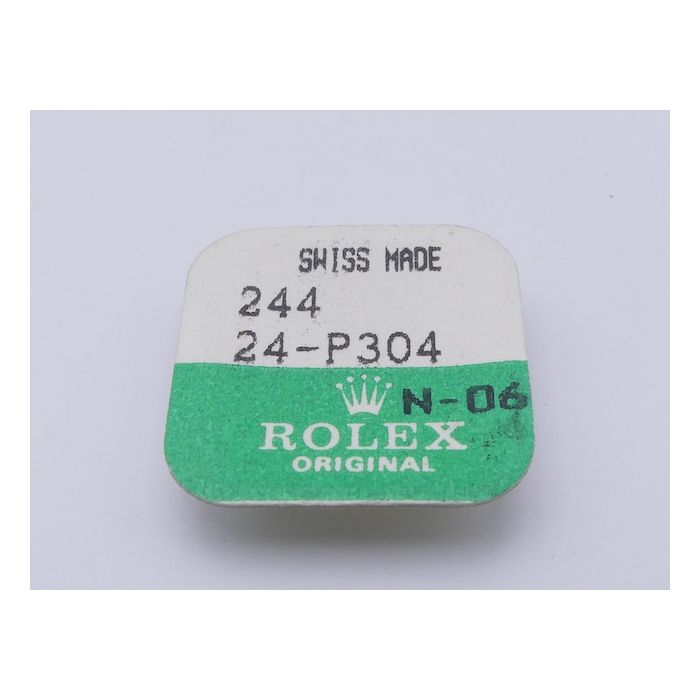 SWISS MADE
244
24-P304
N-06
ROLEX
ORIGINAL